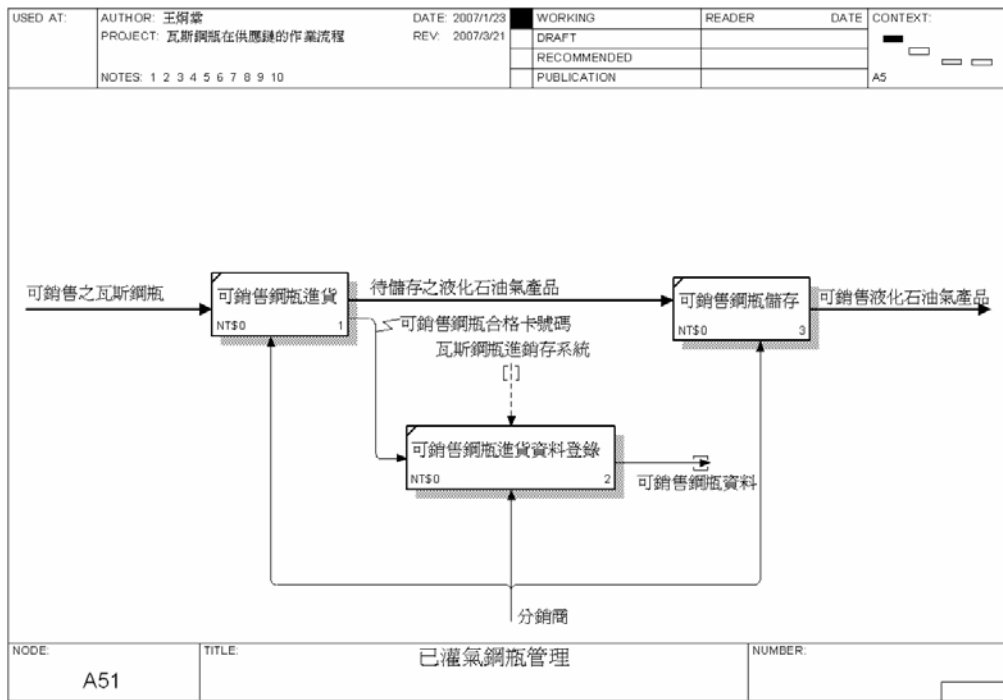 USED AT:
AUTHOR: 王炯棻
DATE: 2007/1/23
WORKING
READER
DATE
CONTEXT:
PROJECT: 瓦斯鋼瓶在供應鏈的作業流程
REV: 2007/3/21
DRAFT
RECOMMENDED
NOTES: 1 2 3 4 5 6 7 8 9 10
PUBLICATION
A5
可銷售之瓦斯鋼瓶
可銷售鋼瓶進貨
NT$0
1
待儲存之液化石油氣產品
可銷售鋼瓶儲存
NT$0
3
可銷售液化石油氣產品
可銷售鋼瓶合格卡號碼
瓦斯鋼瓶進銷存系統
可銷售鋼瓶進貨資料登錄
NT$0
2
可銷售鋼瓶資料
分銷商
NODE:
A51
TITLE:
已灌氣鋼瓶管理
NUMBER: